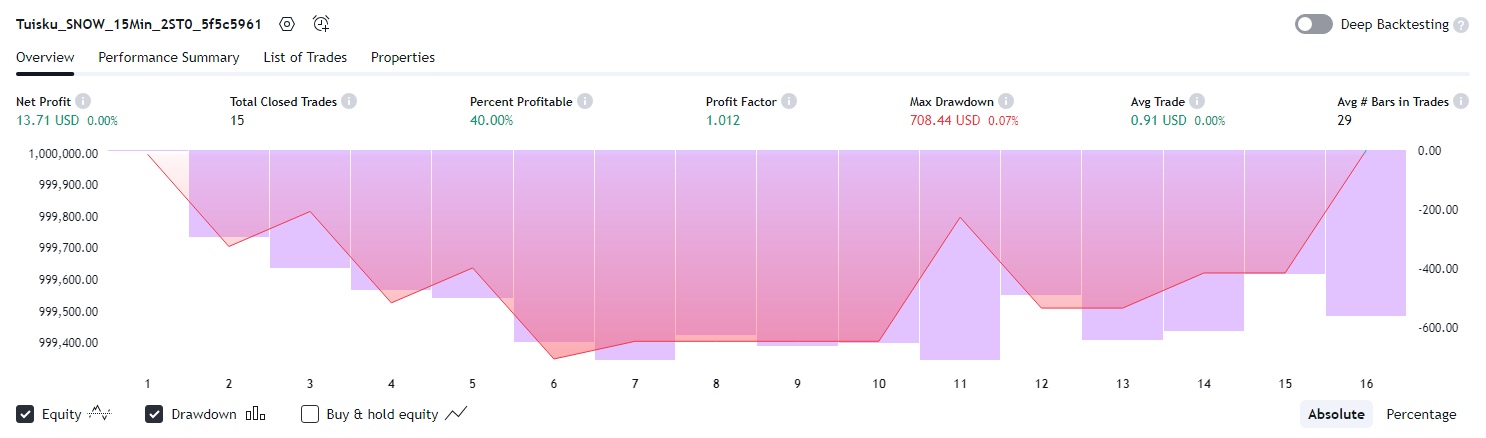 Tuisku_SNOW_15Min_2ST0_5f5c5961 Deep Backtesting ?
Overview Performance Summary List of Trades Properties
Net Profit Total Closed Trades Percent Profitable Profit Factor Max Drawdown Avg Trade Avg # Bars in Trades
13.71 USD 0.00% 15 40.00% 1.012 708.44 USD 0.07% 0.91 USD 0.00% 29
1,000,000.00 0.00
999,900.00
999,800.00 -200.00
999,700.00
999,600.00 -400.00
999,500.00
999,400.00 -600.00
1 2 3 4 5 6 7 8 9 10 11 12 13 14 15 16
Equity Drawdown Buy & hold equity Absolute Percentage